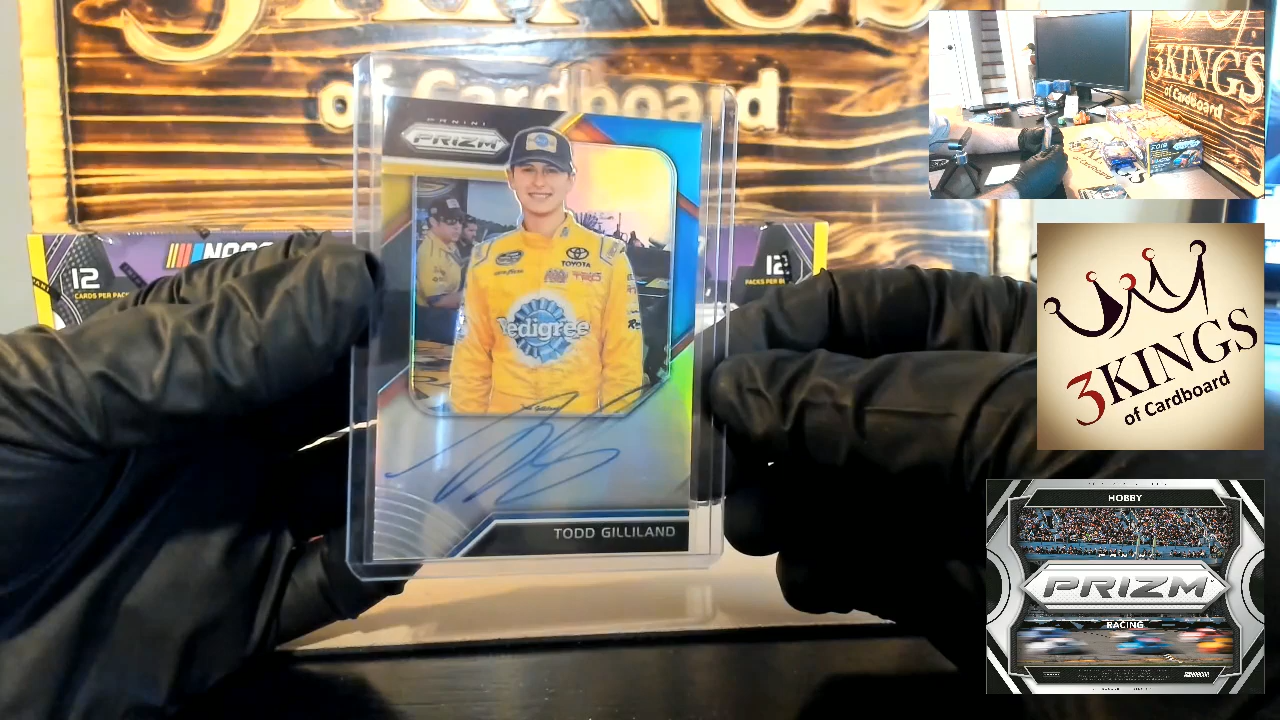 3KINGS
of Cardboard
PANINI
PRIZM
TOYOTA
Pedigree
TODD GILLILAND
12
CARDS PER PACK
12
PACKS PER B
3KINGS
of Cardboard
3KINGS
of Cardboard
HOBBY
PRIZM
RACING